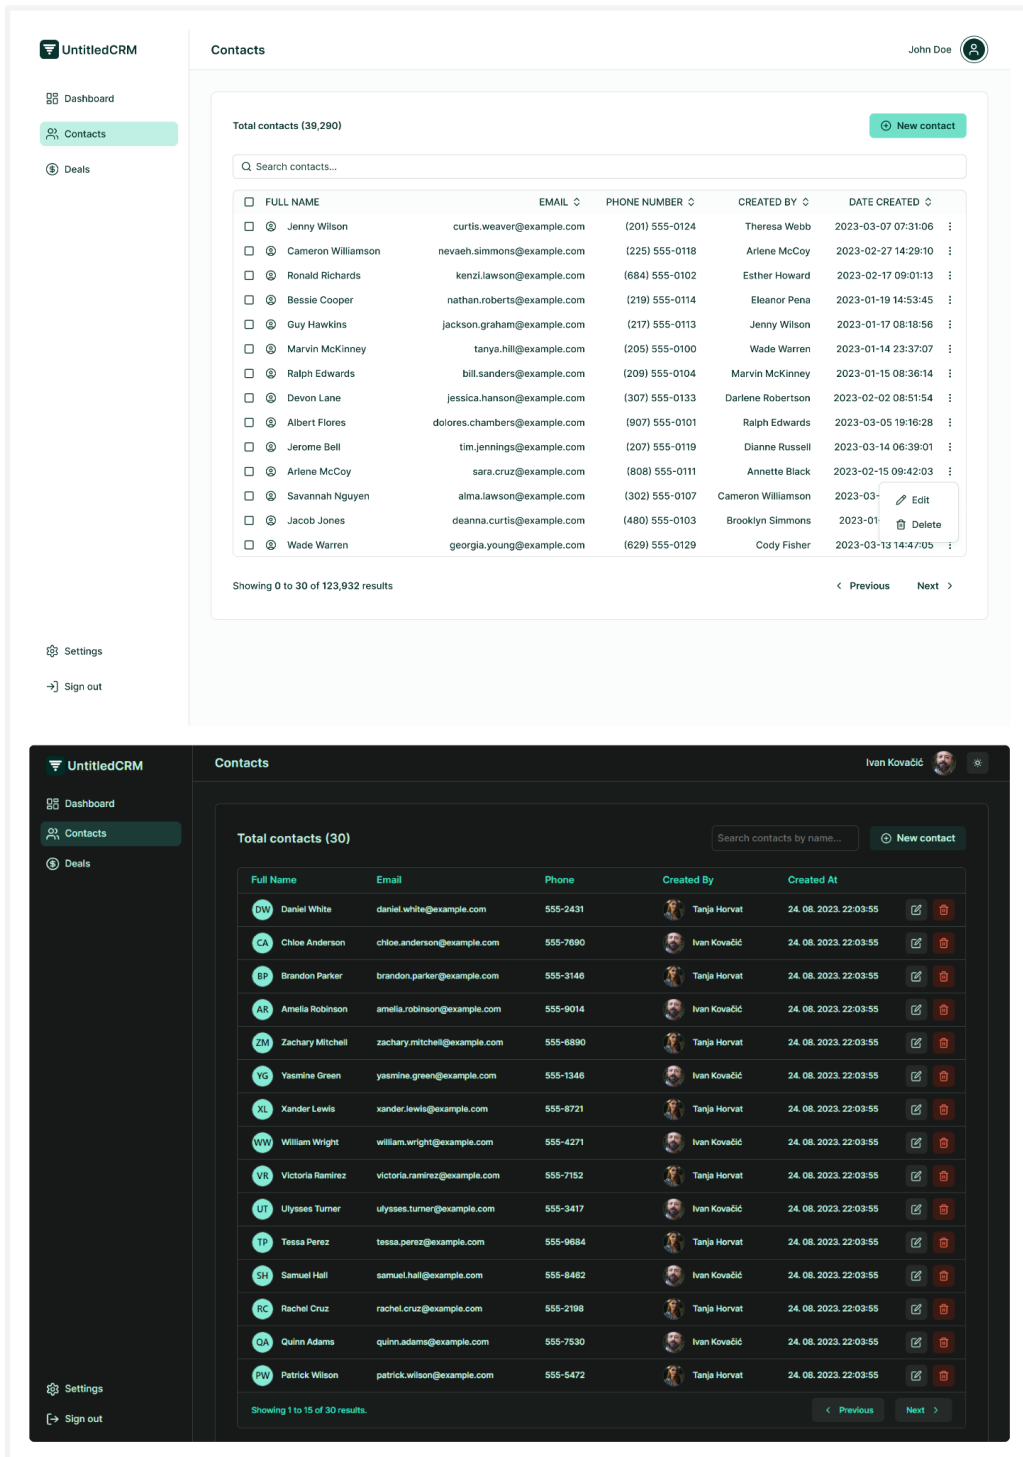 UntitledCRM
Contacts
John Doe
Dashboard
Contacts
Deals
Total contacts (39,290)
New contact
Search contacts...
FULL NAME EMAIL PHONE NUMBER CREATED BY DATE CREATED
Jenny Wilson curtis.weaver@example.com (201) 555-0124 Theresa Webb 2023-03-07 07:31:06
Cameron Williamson nevaeh.simmons@example.com (225) 555-0118 Arlene McCoy 2023-02-27 14:29:10
Ronald Richards kenzi.lawson@example.com (684) 555-0102 Esther Howard 2023-02-17 09:01:13
Bessie Cooper nathan.roberts@example.com (219) 555-0114 Eleanor Pena 2023-01-19 14:53:45
Guy Hawkins jackson.graham@example.com (217) 555-0113 Jenny Wilson 2023-01-17 08:18:56
Marvin McKinney tanya.hill@example.com (205) 555-0100 Wade Warren 2023-01-14 23:37:07
Ralph Edwards bill.sanders@example.com (209) 555-0104 Marvin McKinney 2023-01-15 08:36:14
Devon Lane jessica.hanson@example.com (307) 555-0133 Darlene Robertson 2023-02-02 08:51:54
Albert Flores dolores.chambers@example.com (907) 555-0101 Ralph Edwards 2023-03-05 19:16:28
Jerome Bell tim.jennings@example.com (207) 555-0119 Dianne Russell 2023-03-14 06:39:01
Arlene McCoy sara.cruz@example.com (808) 555-0111 Annette Black 2023-02-15 09:42:03
Savannah Nguyen alma.lawson@example.com (302) 555-0107 Cameron Williamson 2023-03-
Edit
Jacob Jones deanna.curtis@example.com (480) 555-0103 Brooklyn Simmons 2023-01-
Delete
Wade Warren georgia.young@example.com (629) 555-0129 Cody Fisher 2023-03-13 14:47:05
Showing 0 to 30 of 123,932 results
Previous Next
Settings
Sign out
UntitledCRM
Contacts
Ivan Kovačić
Dashboard
Contacts
Deals
Total contacts (30)
Search contacts by name...
New contact
Full Name Email Phone Created By Created At
DW Daniel White daniel.white@example.com 555-2431 Tanja Horvat 24. 08. 2023. 22:03:55
CA Chloe Anderson chloe.anderson@example.com 555-7690 Ivan Kovačić 24. 08. 2023. 22:03:55
BP Brandon Parker brandon.parker@example.com 555-3146 Tanja Horvat 24. 08. 2023. 22:03:55
AR Amelia Robinson amelia.robinson@example.com 555-9014 Ivan Kovačić 24. 08. 2023. 22:03:55
ZM Zachary Mitchell zachary.mitchell@example.com 555-6890 Tanja Horvat 24. 08. 2023. 22:03:55
YG Yasmine Green yasmine.green@example.com 555-1346 Ivan Kovačić 24. 08. 2023. 22:03:55
XL Xander Lewis xander.lewis@example.com 555-8721 Tanja Horvat 24. 08. 2023. 22:03:55
WW William Wright william.wright@example.com 555-4271 Ivan Kovačić 24. 08. 2023. 22:03:55
VR Victoria Ramirez victoria.ramirez@example.com 555-7152 Tanja Horvat 24. 08. 2023. 22:03:55
UT Ulysses Turner ulysses.turner@example.com 555-3417 Ivan Kovačić 24. 08. 2023. 22:03:55
TP Tessa Perez tessa.perez@example.com 555-9684 Tanja Horvat 24. 08. 2023. 22:03:55
SH Samuel Hall samuel.hall@example.com 555-8462 Ivan Kovačić 24. 08. 2023. 22:03:55
RC Rachel Cruz rachel.cruz@example.com 555-2198 Tanja Horvat 24. 08. 2023. 22:03:55
QA Quinn Adams quinn.adams@example.com 555-7530 Ivan Kovačić 24. 08. 2023. 22:03:55
PW Patrick Wilson patrick.wilson@example.com 555-5472 Tanja Horvat 24. 08. 2023. 22:03:55
Showing 1 to 15 of 30 results.
Previous Next
Settings
Sign out